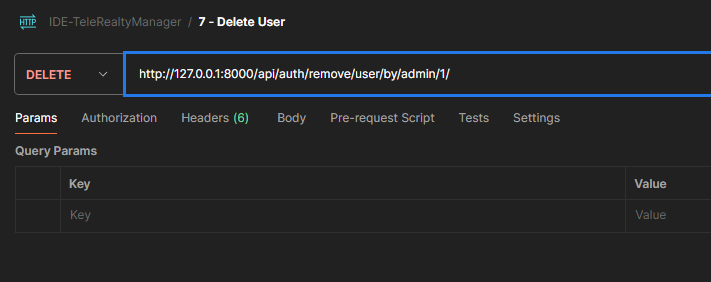 HTTP IDE-TeleRealtyManager / 7 - Delete User
DELETE http://127.0.0.1:8000/api/auth/remove/user/by/admin/1/
Params Authorization Headers (6) Body Pre-request Script Tests Settings
Query Params
Key Value
Key Value